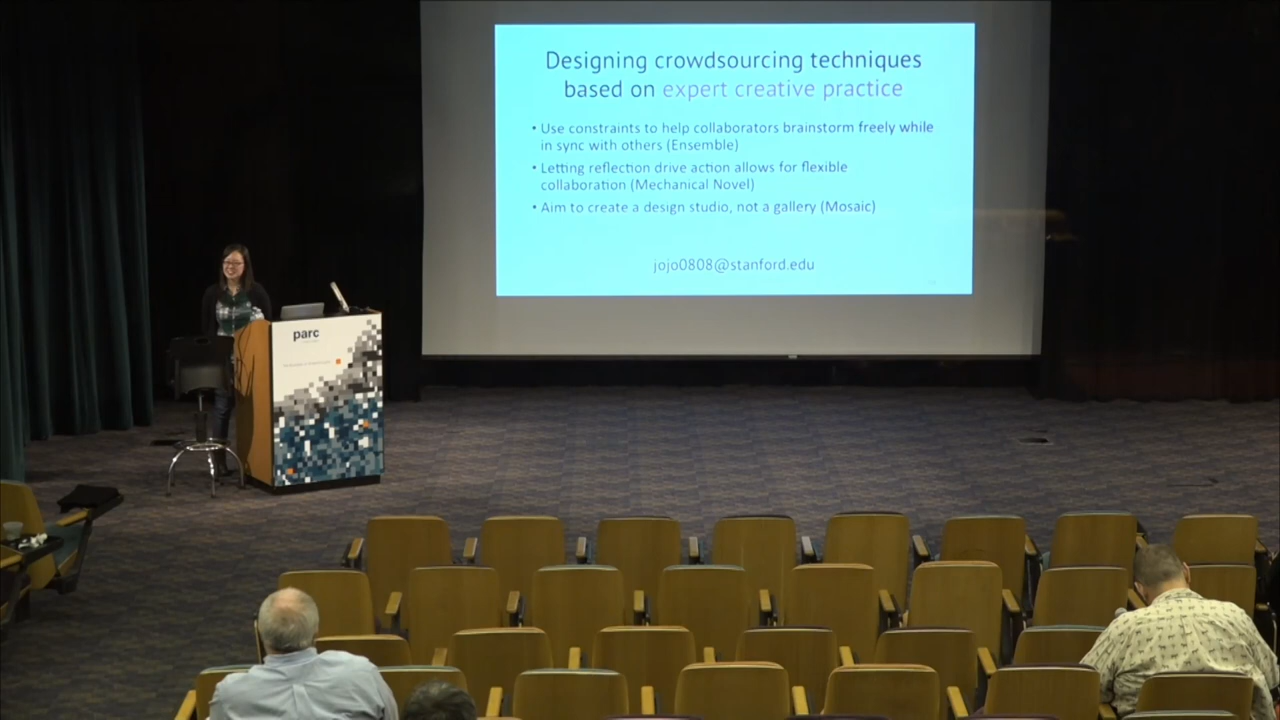 Designing crowdsourcing techniques
based on expert creative practice
• Use constraints to help collaborators brainstorm freely while
in sync with others (Ensemble)
• Letting reflection drive action allows for flexible
collaboration (Mechanical Novel)
• Aim to create a design studio, not a gallery (Mosaic)
jojo0808@stanford.edu
parc